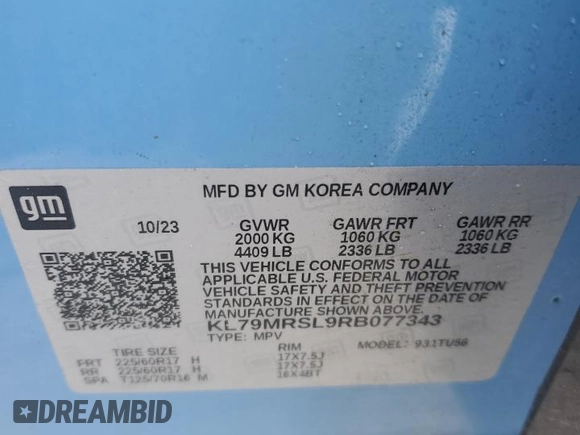 gm
MFD BY GM KOREA COMPANY
10/23 GVWR GAWR FRT GAWR RR
2000 KG 1060 KG 1060 KG
4409 LB 2336 LB 2336 LB
THIS VEHICLE CONFORMS TO ALL
APPLICABLE U.S. FEDERAL MOTOR
VEHICLE SAFETY AND THEFT PREVENTION
STANDARDS IN EFFECT ON THE DATE OF
MANUFACTURE SHOWN ABOVE.
KL79MRSL9RB077343
TYPE: MPV MODEL: 931TU56
TIRE SIZE RIM
FRT 225/60R17 H 17X7.5J
RR 225/60R17 H 17X7.5J
SPA T125/70R16 M 16X4BT
DREAMBID